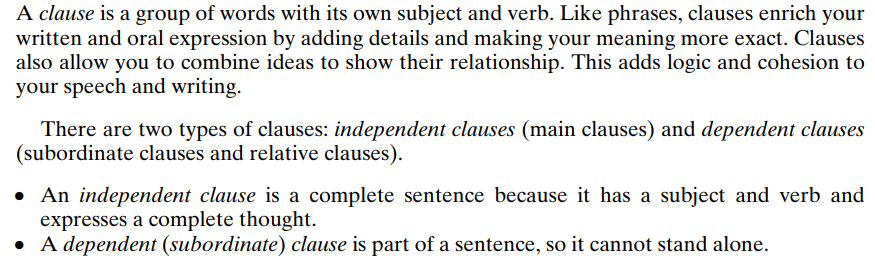 A clause is a group of words with its own subject and verb. Like phrases, clauses enrich your
written and oral expression by adding details and making your meaning more exact. Clauses
also allow you to combine ideas to show their relationship. This adds logic and cohesion to
your speech and writing.
There are two types of clauses: independent clauses (main clauses) and dependent clauses
(subordinate clauses and relative clauses).
• An independent clause is a complete sentence because it has a subject and verb and
expresses a complete thought.
• A dependent (subordinate) clause is part of a sentence, so it cannot stand alone.